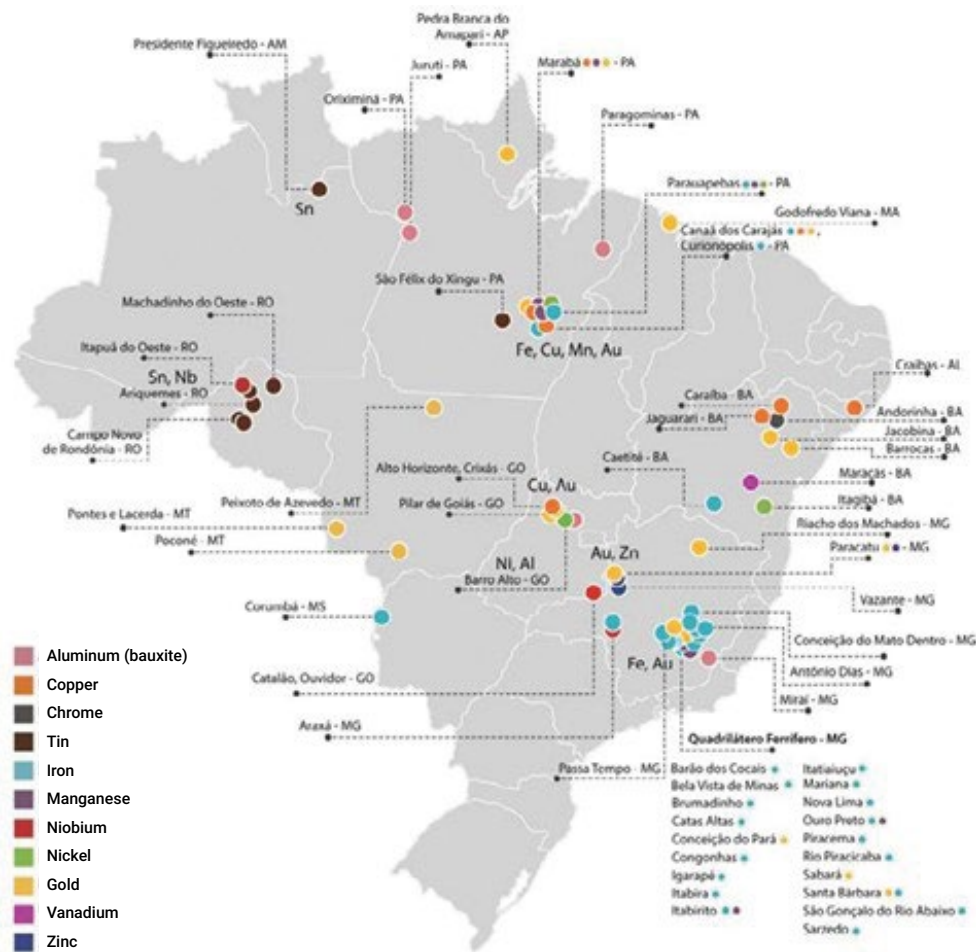 Pedra Branca do
Amapari - AP
Presidente Figueiredo - AM
Juruti - PA
Marabá - PA
Oriximiná - PA
Paragominas - PA
Sn
Parauapebas - PA
Godofredo Viana - MA
Canaã dos Carajás ,
Curionópolis - PA
São Félix do Xingu - PA
Machadinho do Oeste - RO
Fe, Cu, Mn, Au
Itapuã do Oeste - RO
Sn, Nb
Ariquemes - RO
Craíbas - AL
Caraíba - BA
Jaguarari - BA
Andorinha - BA
Jacobina - BA
Barrocas - BA
Campo Novo
de Rondônia - RO
Caetité - BA
Alto Horizonte, Crixás - GO
Maracás - BA
Cu, Au
Peixoto de Azevedo - MT
Pilar de Goiás - GO
Itagibá - BA
Pontes e Lacerda - MT
Riacho dos Machados - MG
Poconé - MT
Au, Zn
Paracatu - MG
Ni, Al
Barro Alto - GO
Vazante - MG
Corumbá - MS
Conceição do Mato Dentro - MG
Fe, Au
Antônio Dias - MG
Catalão, Ouvidor - GO
Miraí - MG
Araxá - MG
Quadrilátero Ferrífero - MG
Passa Tempo - MG
Aluminum (bauxite)
Copper
Chrome
Tin
Iron
Manganese
Niobium
Nickel
Gold
Vanadium
Zinc
Barão dos Cocais
Bela Vista de Minas
Brumadinho
Catas Altas
Conceição do Pará
Congonhas
Igarapé
Itabira
Itabirito
Itatiaiuçu
Mariana
Nova Lima
Ouro Preto
Piracema
Rio Piracicaba
Sabará
Santa Bárbara
São Gonçalo do Rio Abaixo
Sarzedo